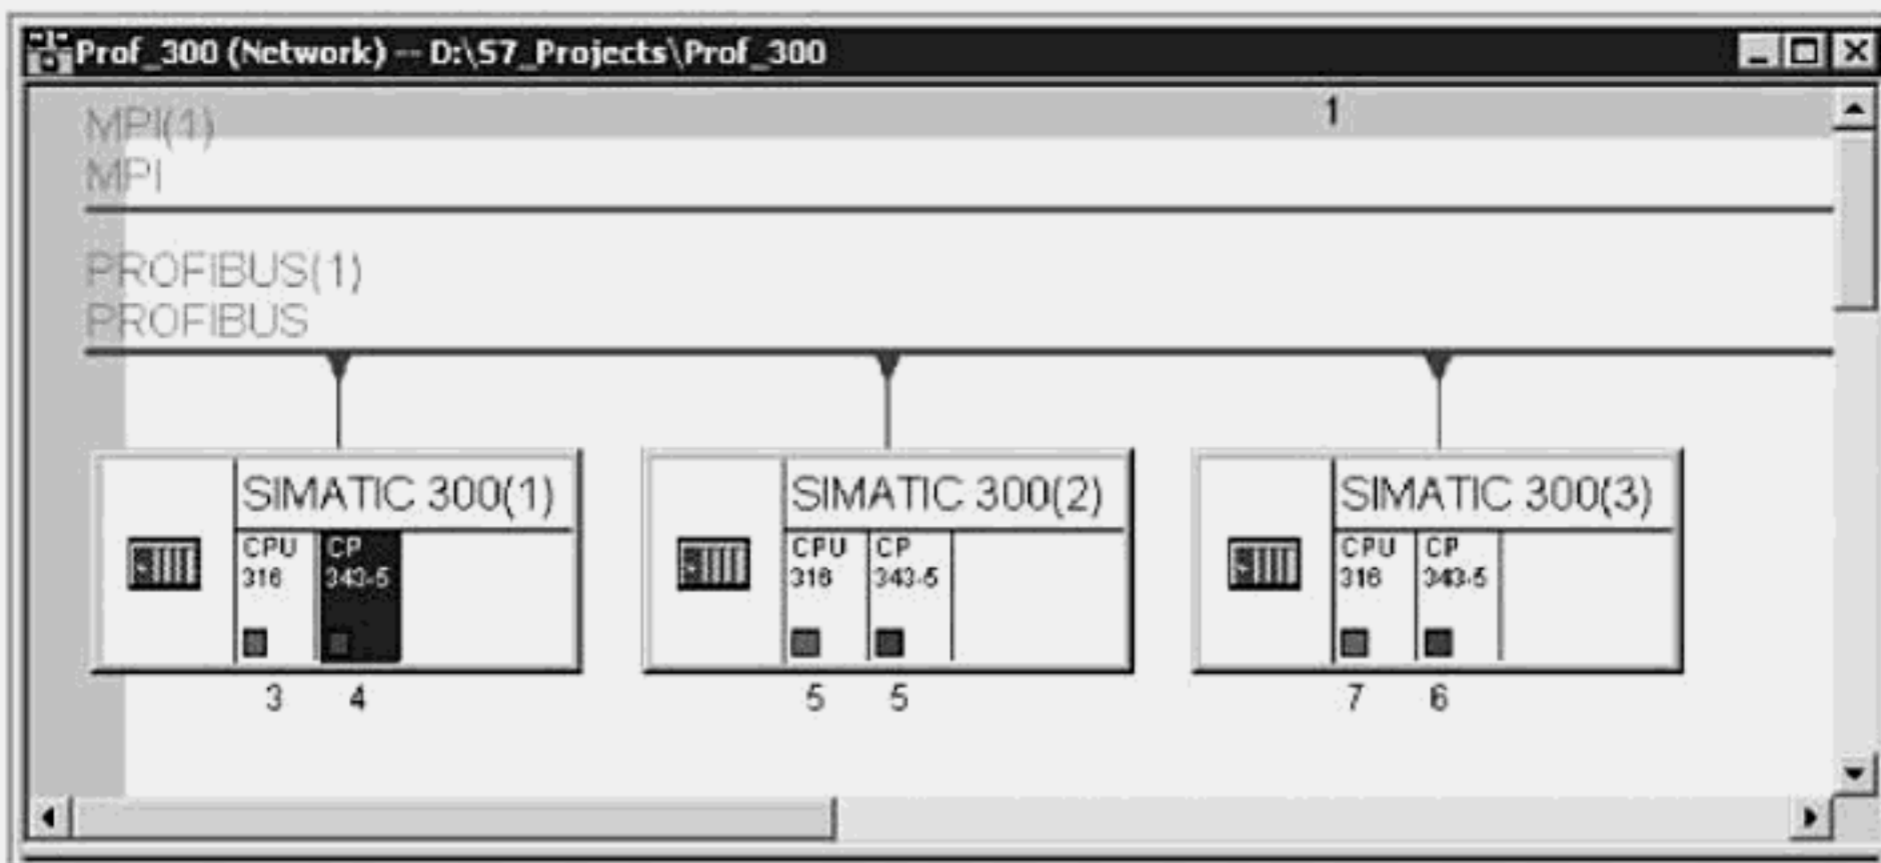 Prof_300 (Network) -- D:\S7_Projects\Prof_300
1
MPI(1)
MPI
PROFIBUS(1)
PROFIBUS
SIMATIC 300(1) SIMATIC 300(2) SIMATIC 300(3)
CPU CP CPU CP CPU CP
316 343-5 316 343-5 316 343-5
3 4 5 5 7 6